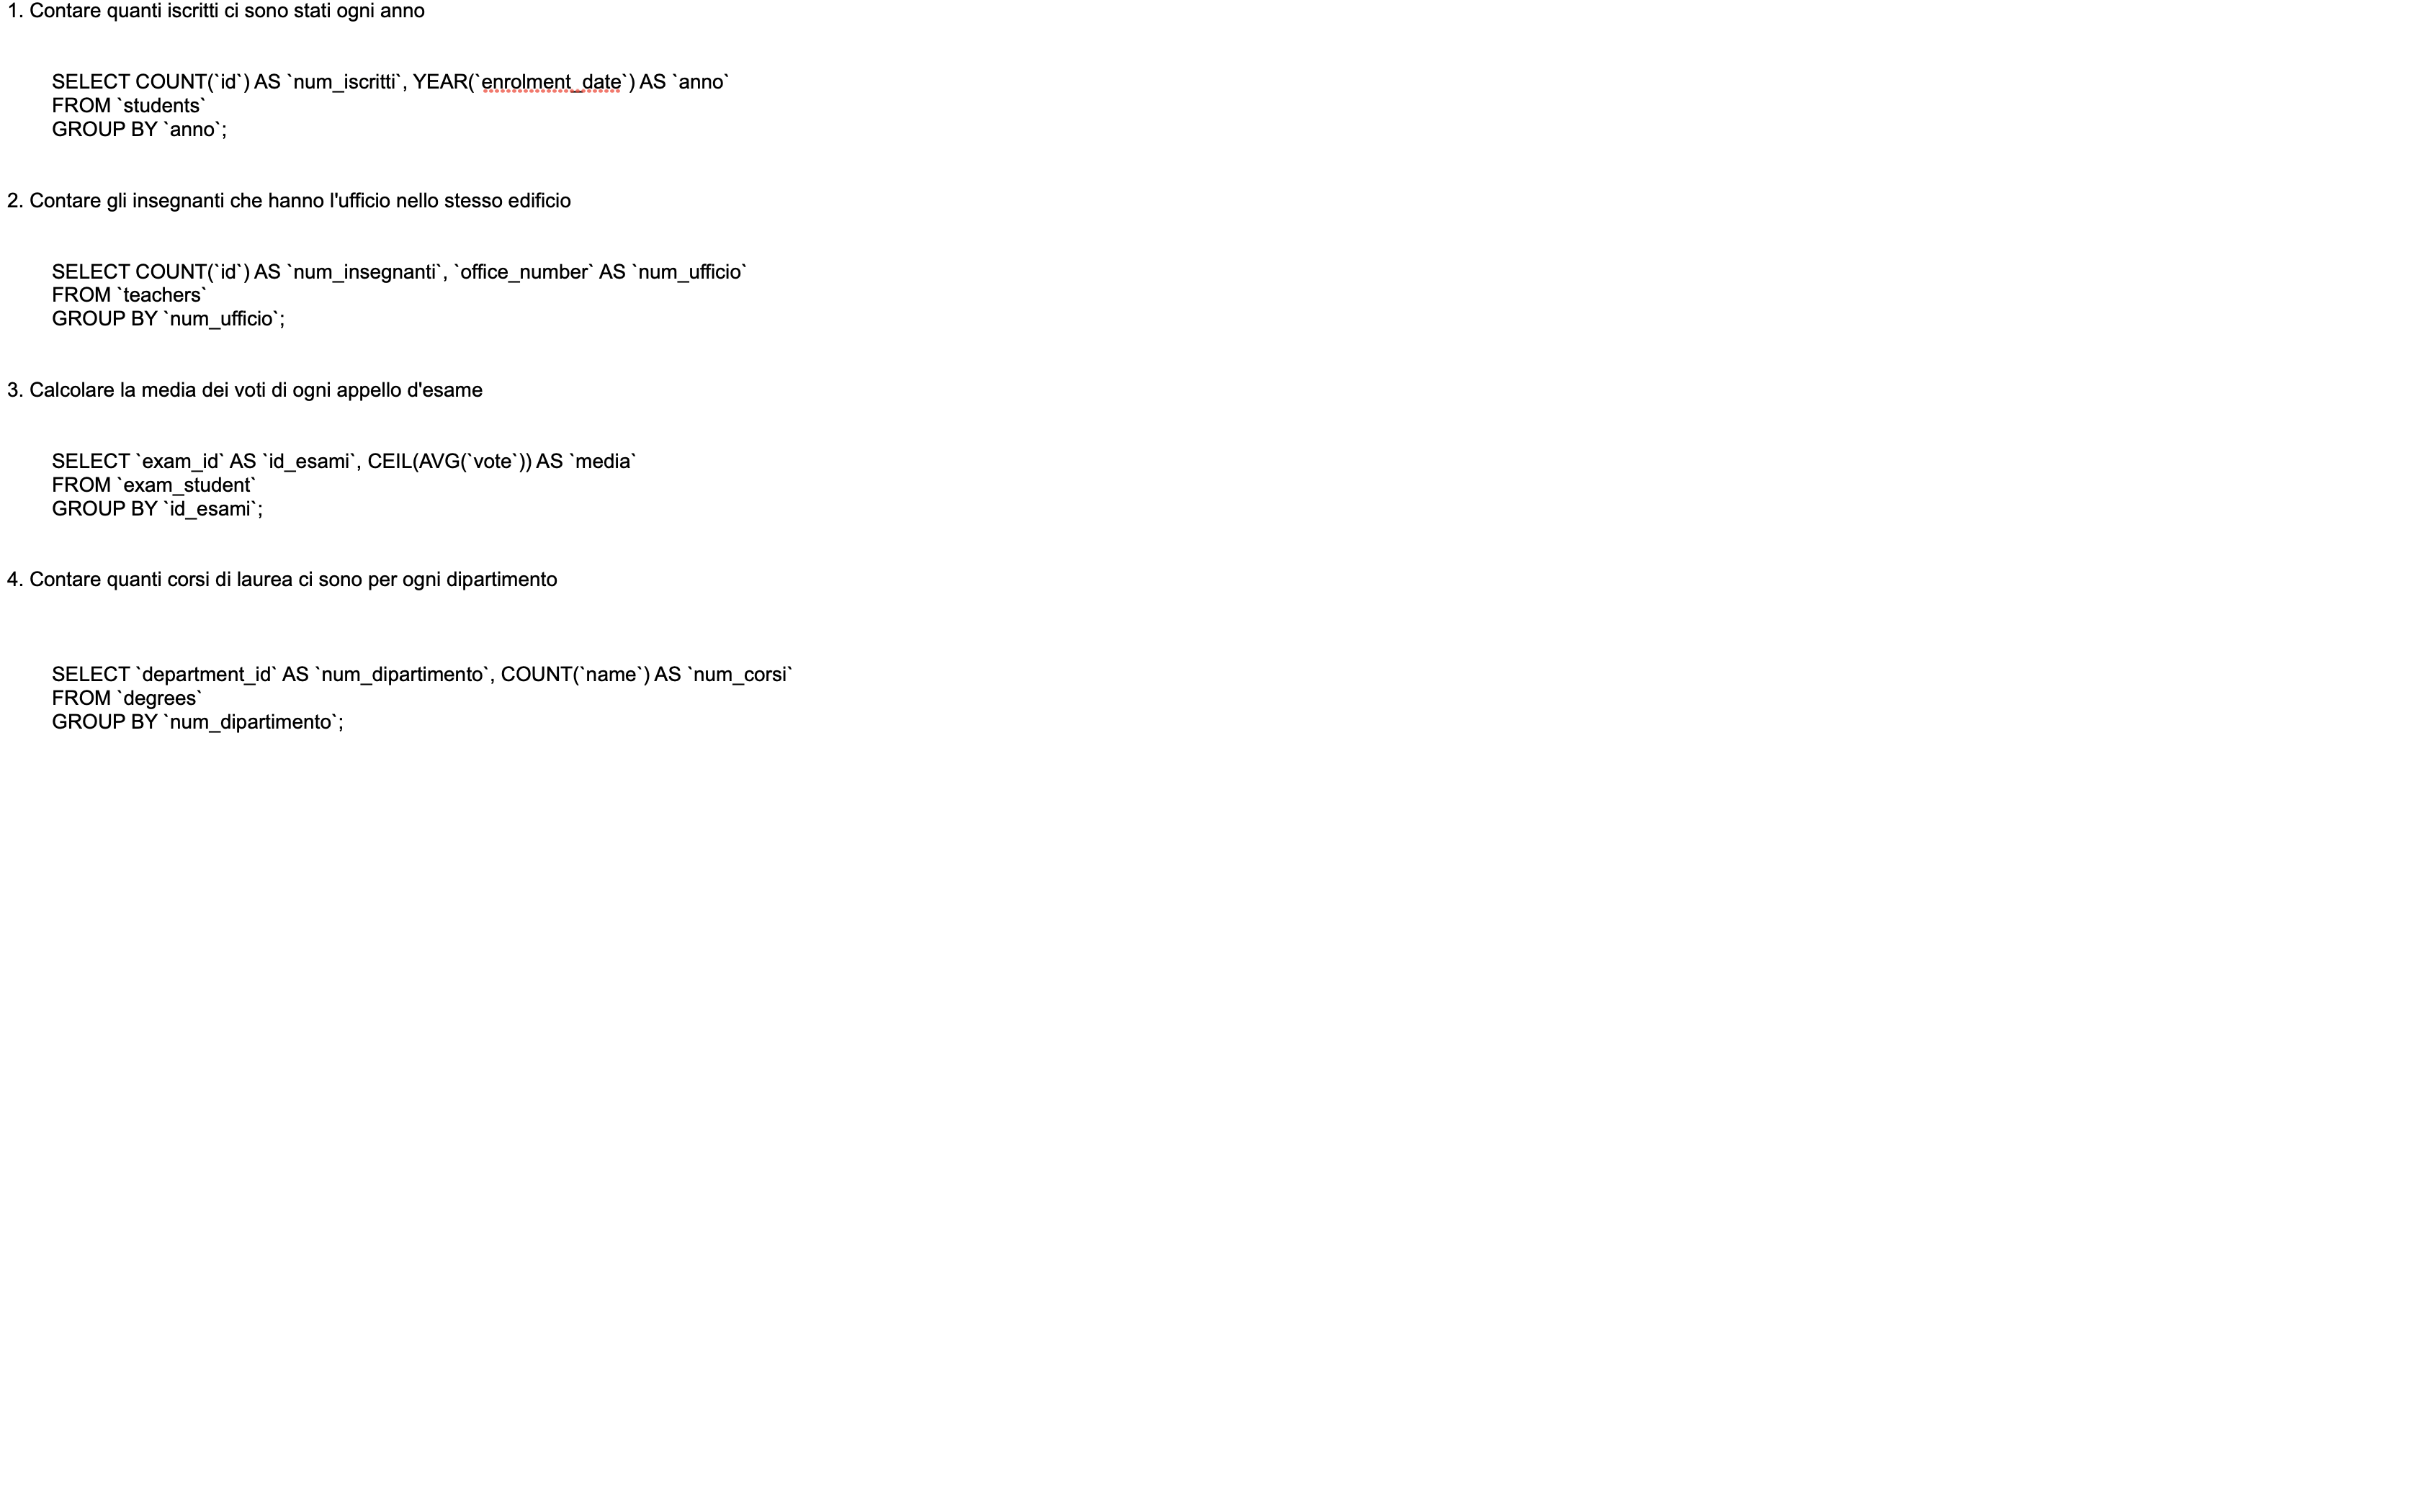 1. Contare quanti iscritti ci sono stati ogni anno
SELECT COUNT(`id`) AS `num_iscritti`, YEAR(`enrolment_date`) AS `anno`
FROM `students`
GROUP BY `anno`;
2. Contare gli insegnanti che hanno l'ufficio nello stesso edificio
SELECT COUNT(`id`) AS `num_insegnanti`, `office_number` AS `num_ufficio`
FROM `teachers`
GROUP BY `num_ufficio`;
3. Calcolare la media dei voti di ogni appello d'esame
SELECT `exam_id` AS `id_esami`, CEIL(AVG(`vote`)) AS `media`
FROM `exam_student`
GROUP BY `id_esami`;
4. Contare quanti corsi di laurea ci sono per ogni dipartimento
SELECT `department_id` AS `num_dipartimento`, COUNT(`name`) AS `num_corsi`
FROM `degrees`
GROUP BY `num_dipartimento`;